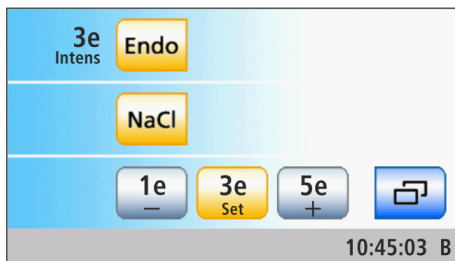 3e
Intens
Endo
NaCl
1e 3e 5e
− Set +
10:45:03 B